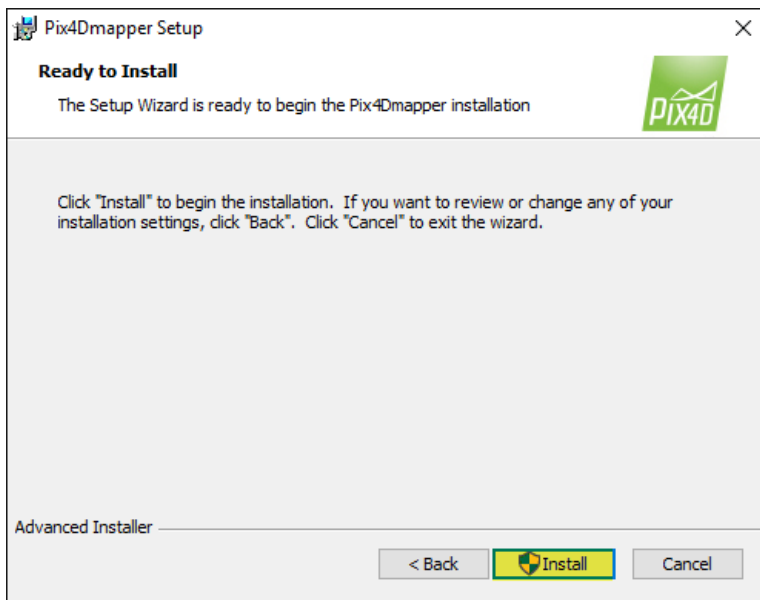 Pix4Dmapper Setup
Ready to Install
The Setup Wizard is ready to begin the Pix4Dmapper installation
PIX4D
Click "Install" to begin the installation.  If you want to review or change any of your
installation settings, click "Back".  Click "Cancel" to exit the wizard.
Advanced Installer
< Back
Install
Cancel